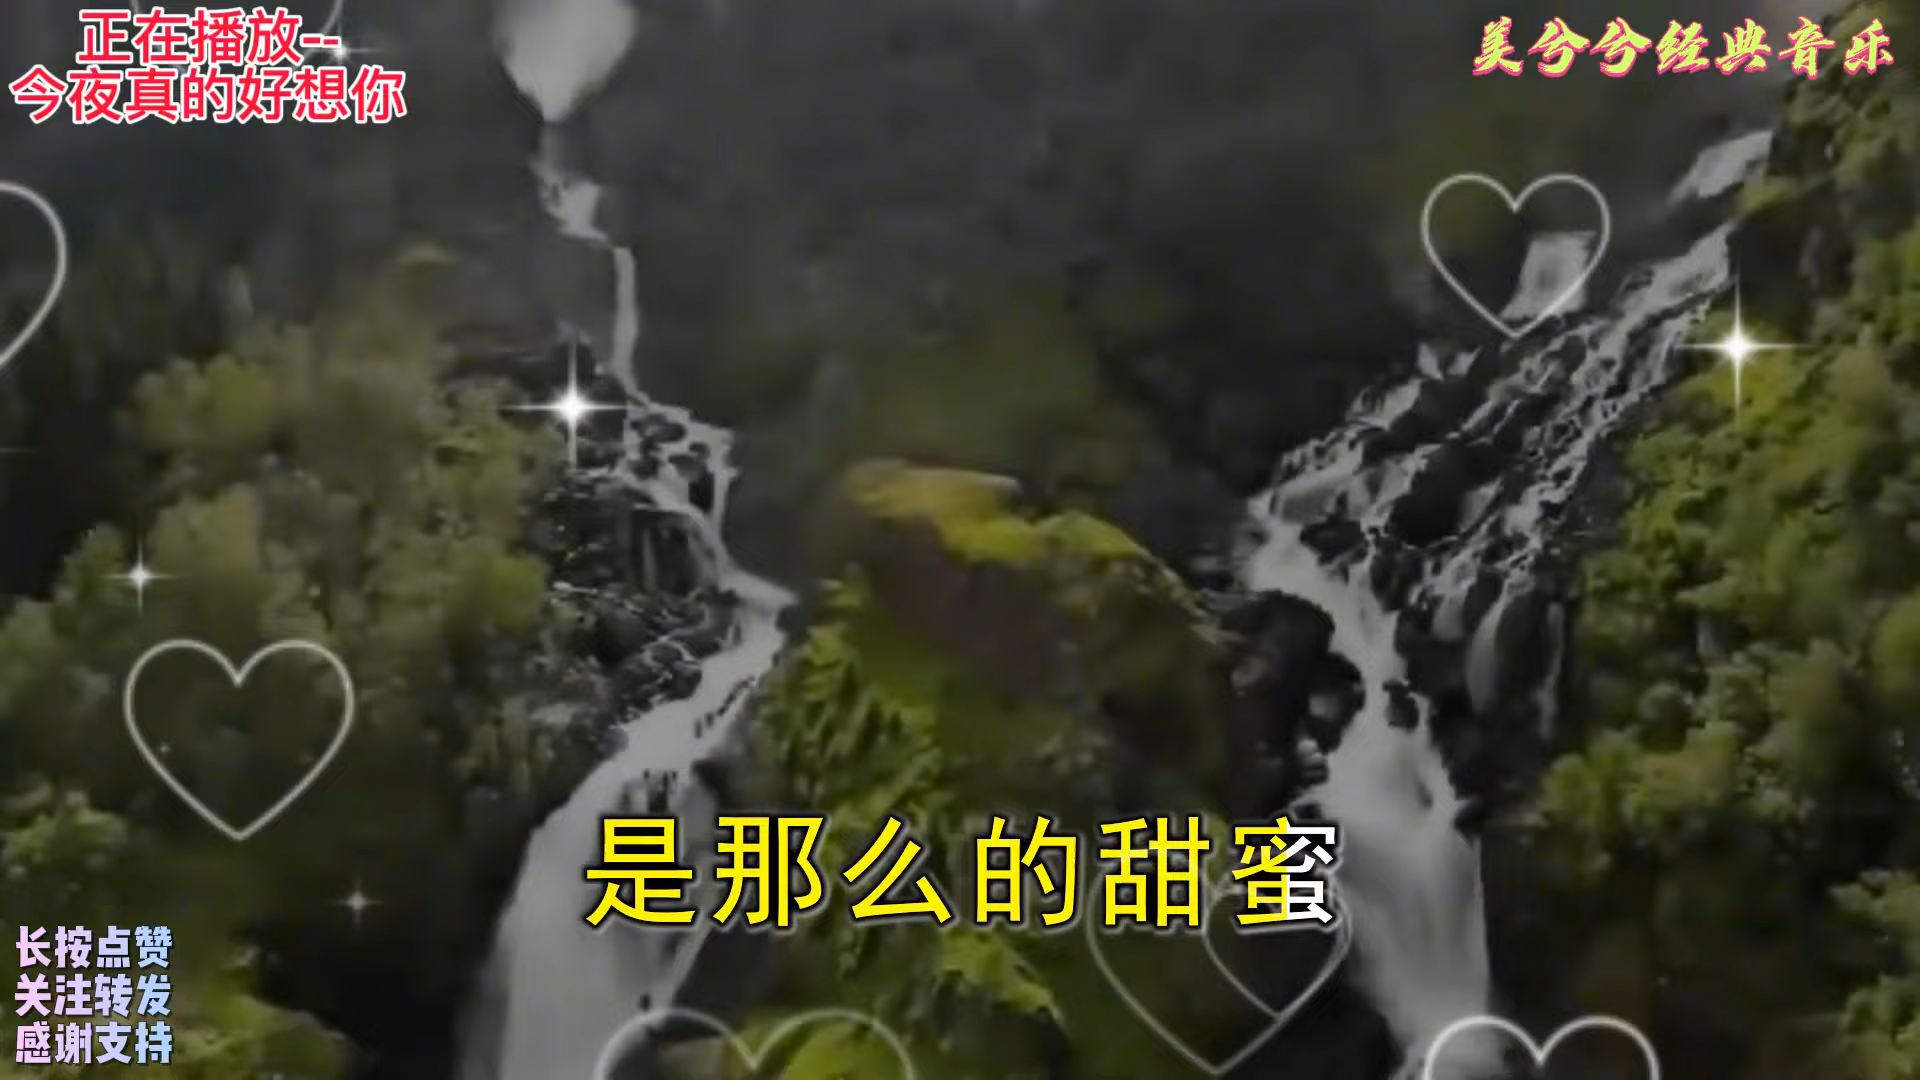 正在播放--
今夜真的好想你
美兮兮经典音乐
是那么的甜蜜
长按点赞
关注转发
感谢支持